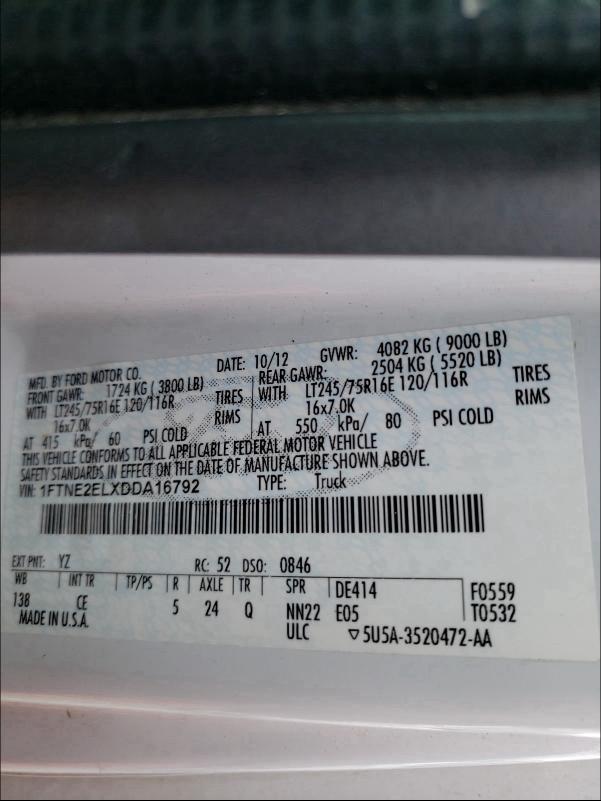 MFD. BY FORD MOTOR CO. DATE: 10/12 GVWR: 4082 KG ( 9000 LB)
FRONT GAWR: 1724 KG ( 3800 LB) REAR GAWR: 2504 KG ( 5520 LB)
WITH LT245/75R16E 120/116R TIRES WITH LT245/75R16E 120/116R TIRES
16x7.0K RIMS 16x7.0K RIMS
AT 415 kPa/ 60 PSI COLD AT 550 kPa/ 80 PSI COLD
THIS VEHICLE CONFORMS TO ALL APPLICABLE FEDERAL MOTOR VEHICLE
SAFETY STANDARDS IN EFFECT ON THE DATE OF MANUFACTURE SHOWN ABOVE.
VIN: 1FTNE2ELXDDA16792 TYPE: Truck
EXT PNT: YZ RC: 52 DSO: 0846
WB INT TR TP/PS R AXLE TR SPR DE414 F0559
138 CE 5 24 Q NN22 E05 T0532
MADE IN U.S.A. ULC ▽5U5A-3520472-AA